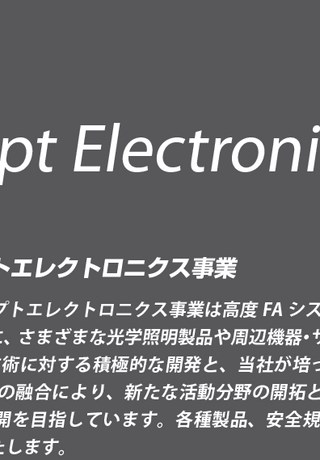 pt Electroni
トエレクトロニクス事業
プトエレクトロニクス事業は高度 FA シス
に、さまざまな光学照明製品や周辺機器・サ
術に対する積極的な開発と、当社が培っ
の融合により、新たな活動分野の開拓と
開を目指しています。各種製品、安全規
たします。